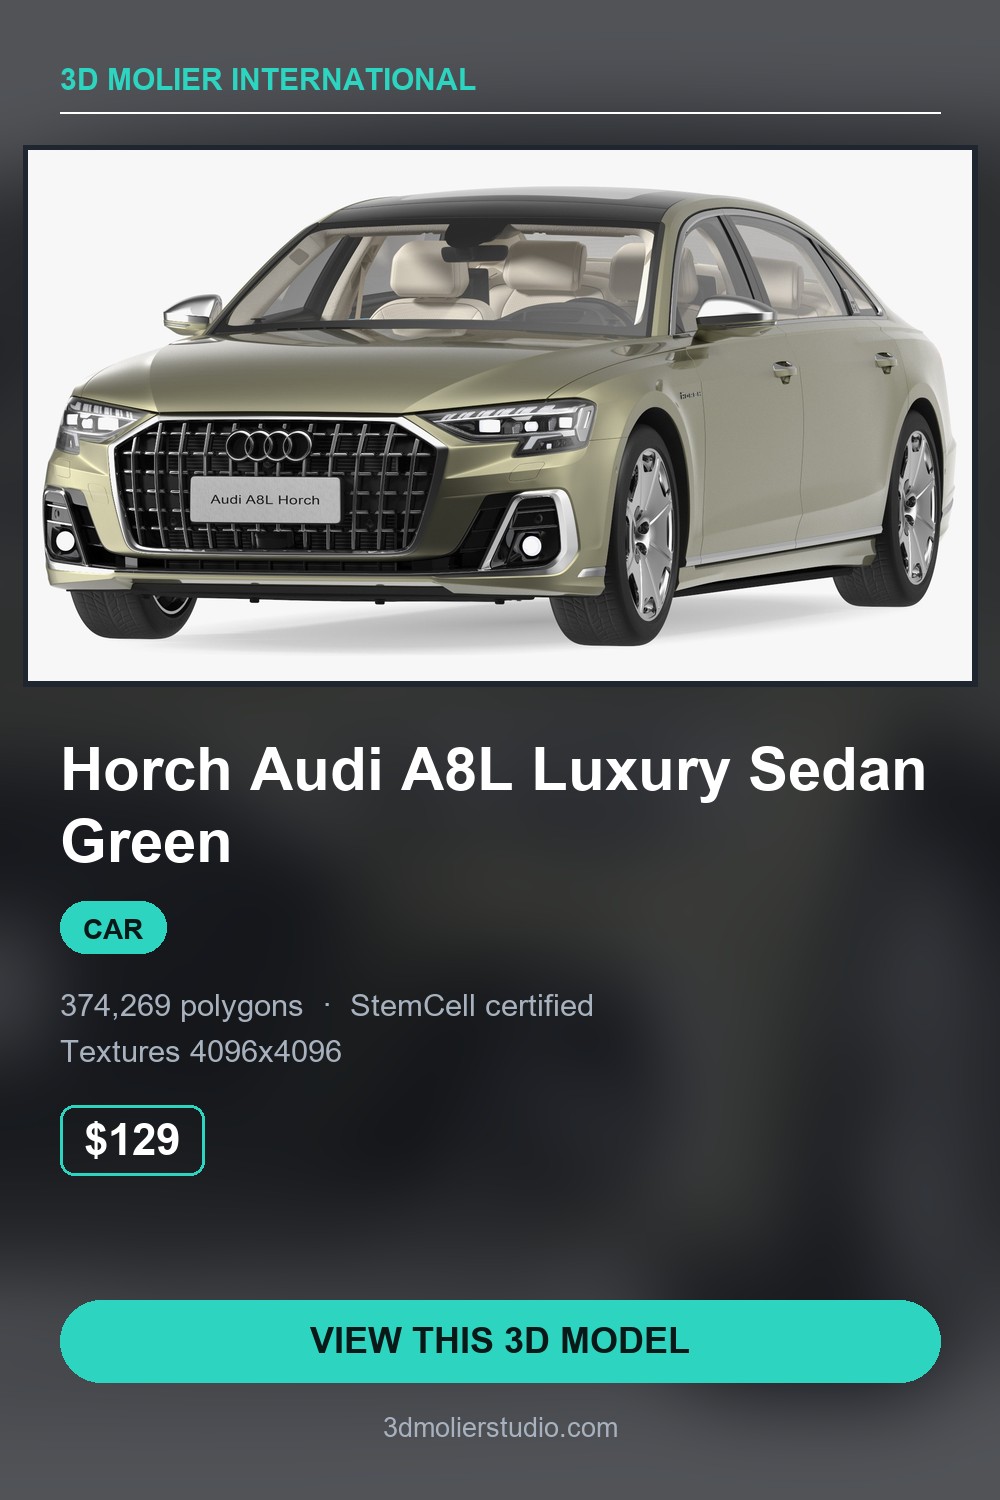 3D MOLIER INTERNATIONAL
Audi A8L Horch
Horch Audi A8L Luxury Sedan
Green
CAR
374,269 polygons · StemCell certified
Textures 4096x4096
$129
VIEW THIS 3D MODEL
3dmolierstudio.com